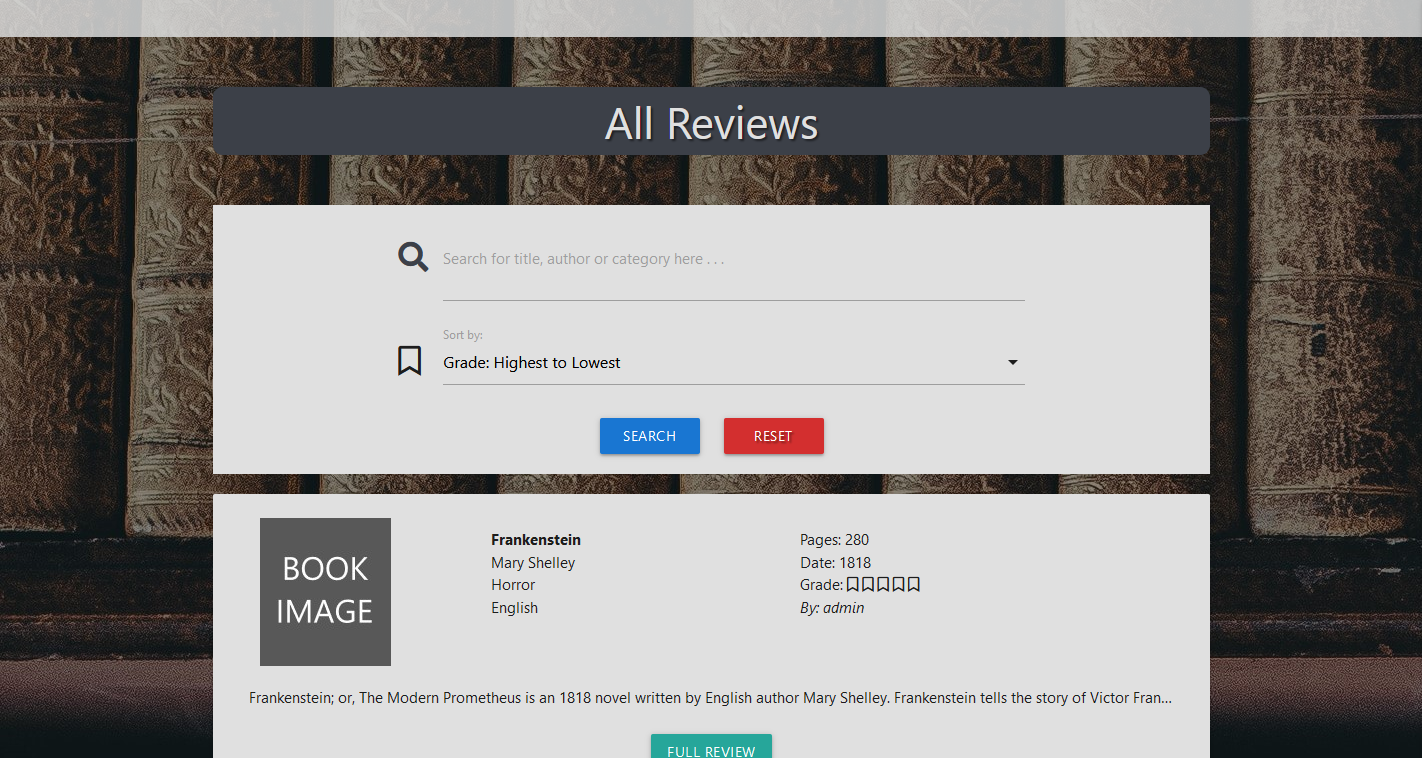 All Reviews
Search for title, author or category here . . .
Sort by:
Grade: Highest to Lowest
SEARCH
RESET
BOOK
IMAGE
Frankenstein
Mary Shelley
Horror
English
Pages: 280
Date: 1818
Grade:
By: admin
Frankenstein; or, The Modern Prometheus is an 1818 novel written by English author Mary Shelley. Frankenstein tells the story of Victor Fran...
FULL REVIEW